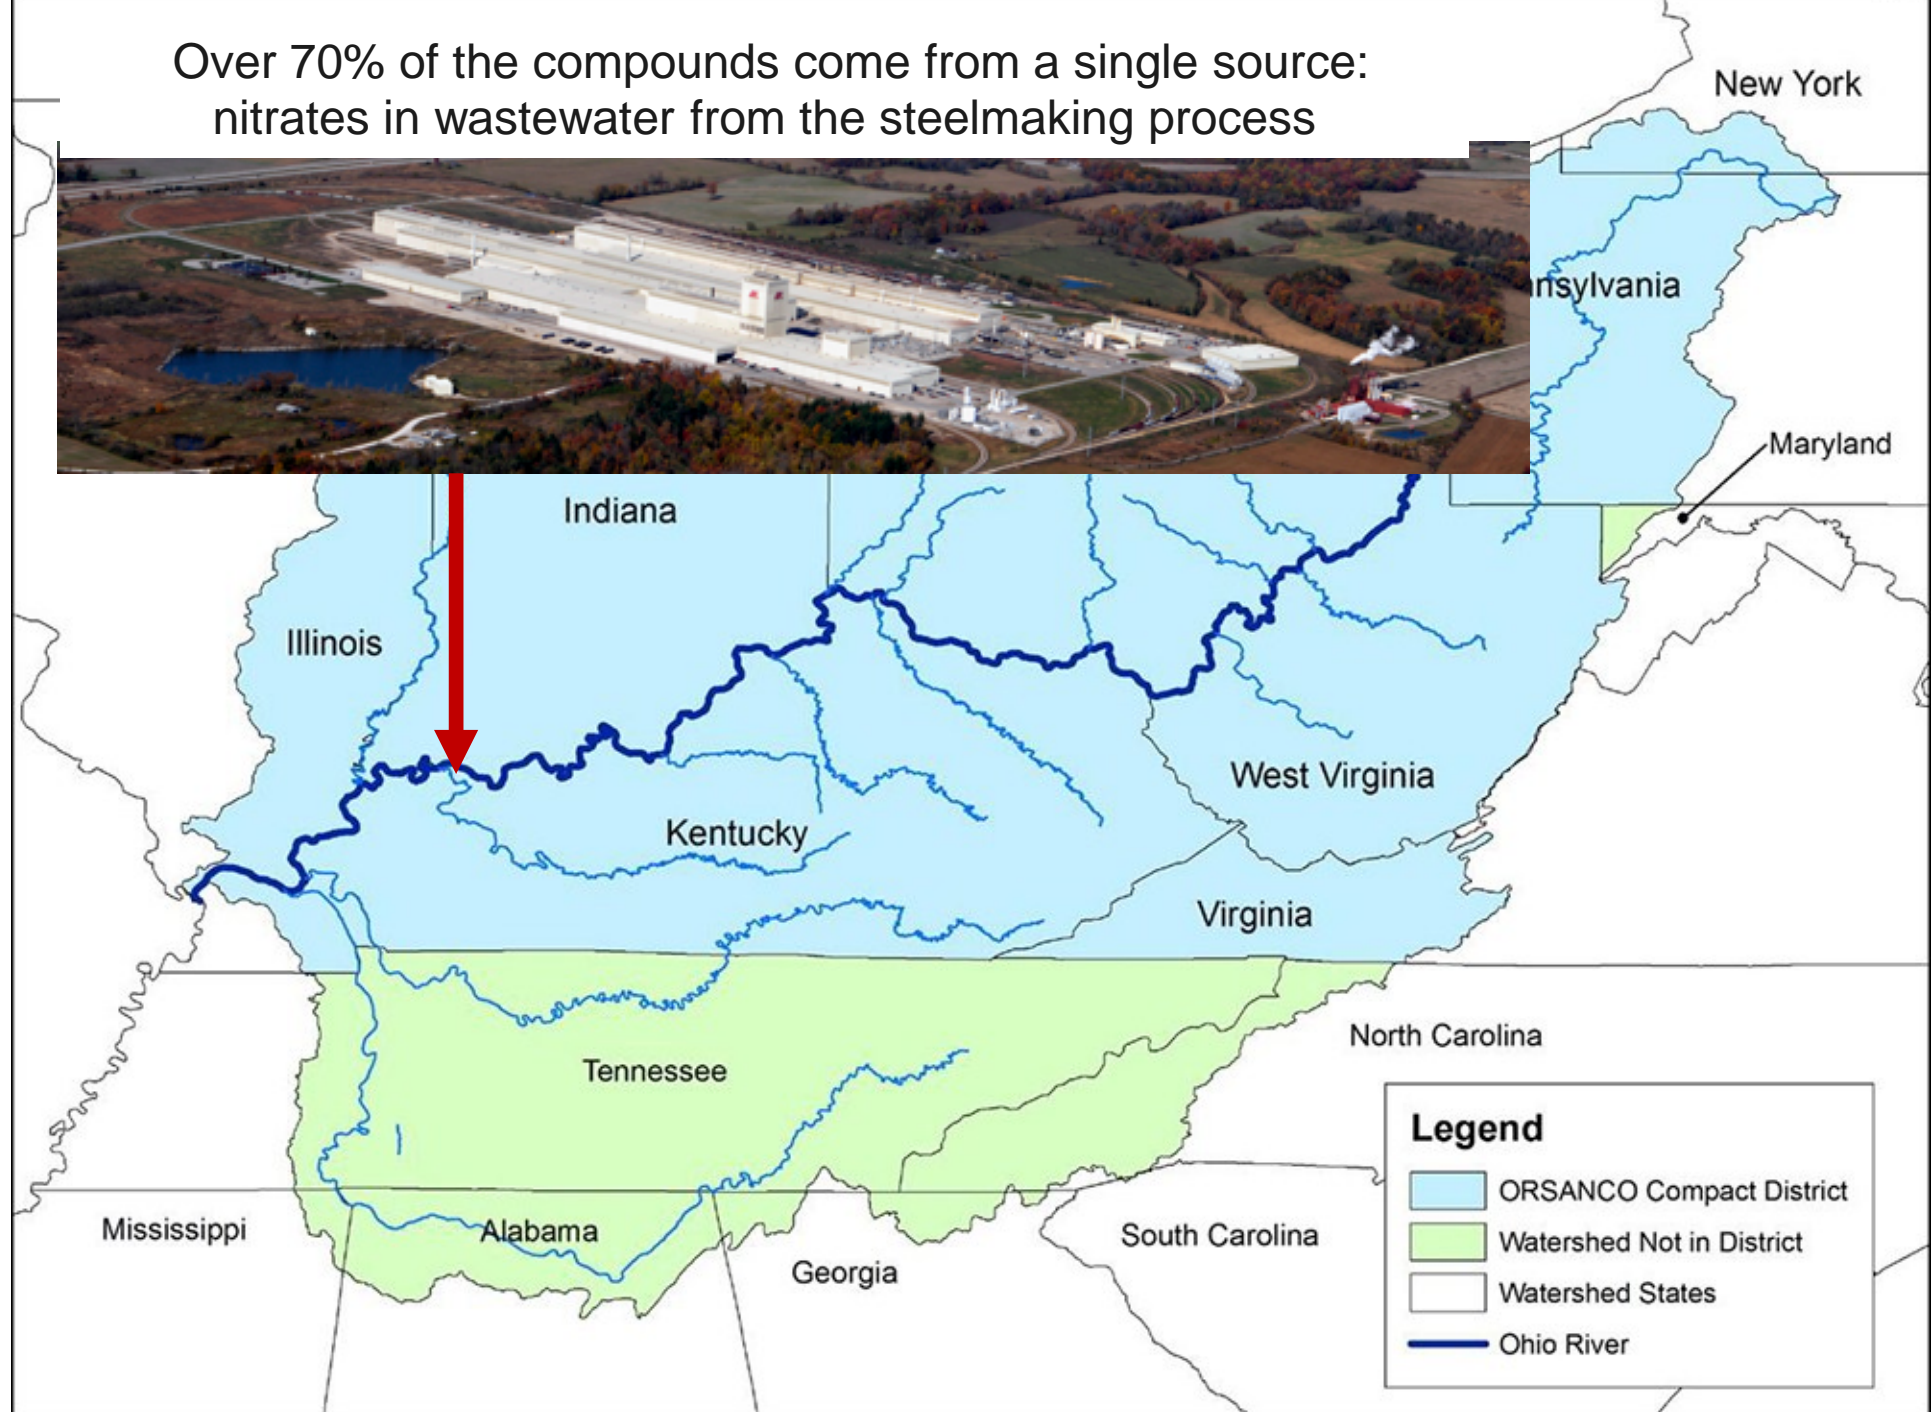 Over 70% of the compounds come from a single source:
nitrates in wastewater from the steelmaking process
New York
nnsylvania
Maryland
Indiana
Illinois
West Virginia
Kentucky
Virginia
North Carolina
Tennessee
Legend
ORSANCO Compact District
Watershed Not in District
Watershed States
Ohio River
Mississippi
Alabama
South Carolina
Georgia